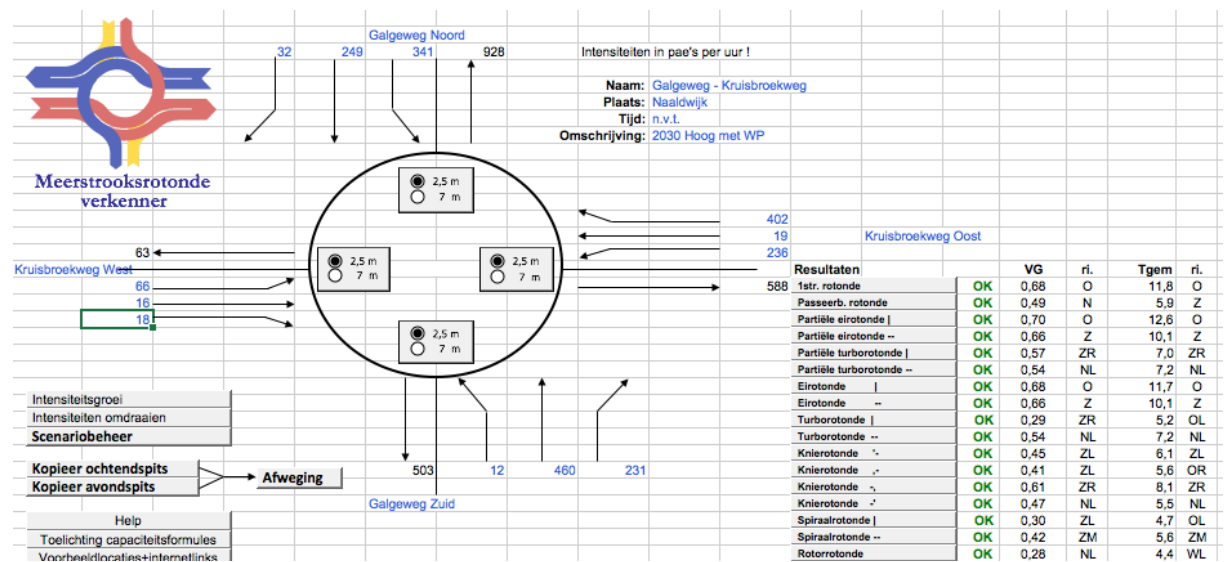 Galgeweg Noord
32 249 341 928 Intensiteiten in pae's per uur !
Naam: Galgeweg - Kruisbroekweg
Plaats: Naaldwijk
Tijd: n.v.t.
Omschrijving: 2030 Hoog met WP
Meerstrooksrotonde
verkenner
2,5 m
7 m
402
19 Kruisbroekweg Oost
236
63
Kruisbroekweg West
66
16
18
2,5 m
7 m
2,5 m
7 m
588
2,5 m
7 m
Resultaten VG ri. Tgem ri.
1str. rotonde OK 0,68 O 11,8 O
Passeerb. rotonde OK 0,49 N 5,9 Z
Partiële eirotonde | OK 0,70 O 12,6 O
Partiële eirotonde -- OK 0,66 Z 10,1 Z
Partiële turborotonde | OK 0,57 ZR 7,0 ZR
Partiële turborotonde -- OK 0,54 NL 7,2 NL
Eirotonde | OK 0,68 O 11,7 O
Eirotonde -- OK 0,66 Z 10,1 Z
Turborotonde | OK 0,29 ZR 5,2 OL
Turborotonde -- OK 0,54 NL 7,2 NL
Knierotonde '- OK 0,45 ZL 6,1 ZL
Knierotonde ,- OK 0,41 ZL 5,6 OR
Knierotonde -, OK 0,61 ZR 8,1 ZR
Knierotonde -' OK 0,47 NL 5,5 NL
Spiraalrotonde | OK 0,30 ZL 4,7 OL
Spiraalrotonde -- OK 0,42 ZM 5,6 ZM
Rotorrotonde OK 0,28 NL 4,4 WL
Intensiteitsgroei
Intensiteiten omdraaien
Scenariobeheer
Kopieer ochtendspits
Kopieer avondspits
Afweging
503 12 460 231
Galgeweg Zuid
Help
Toelichting capaciteitsformules
Voorbeeldlocaties+internetlinks